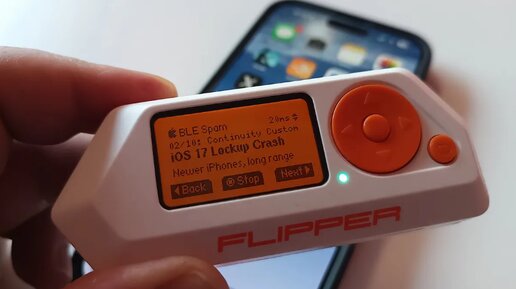 BLE Spam 20ms
02/10: Continuity Custom
iOS 17 Lockup Crash
Newer iPhones, long range
Back Stop Next
FLIPPER